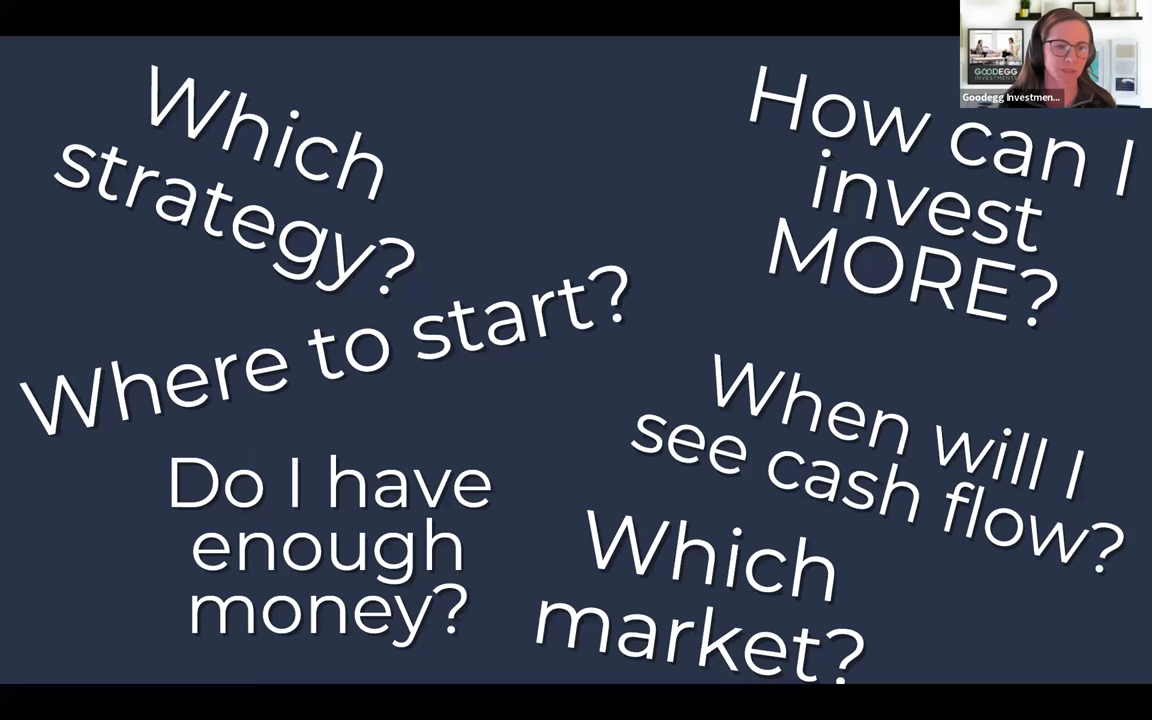 Which
strategy?
How can I
invest
MORE?
Where to start?
When will I
see cash flow?
Do I have
enough
money?
Which
market?
GOODEGG
INVESTMENTS
Goodegg Investmen...